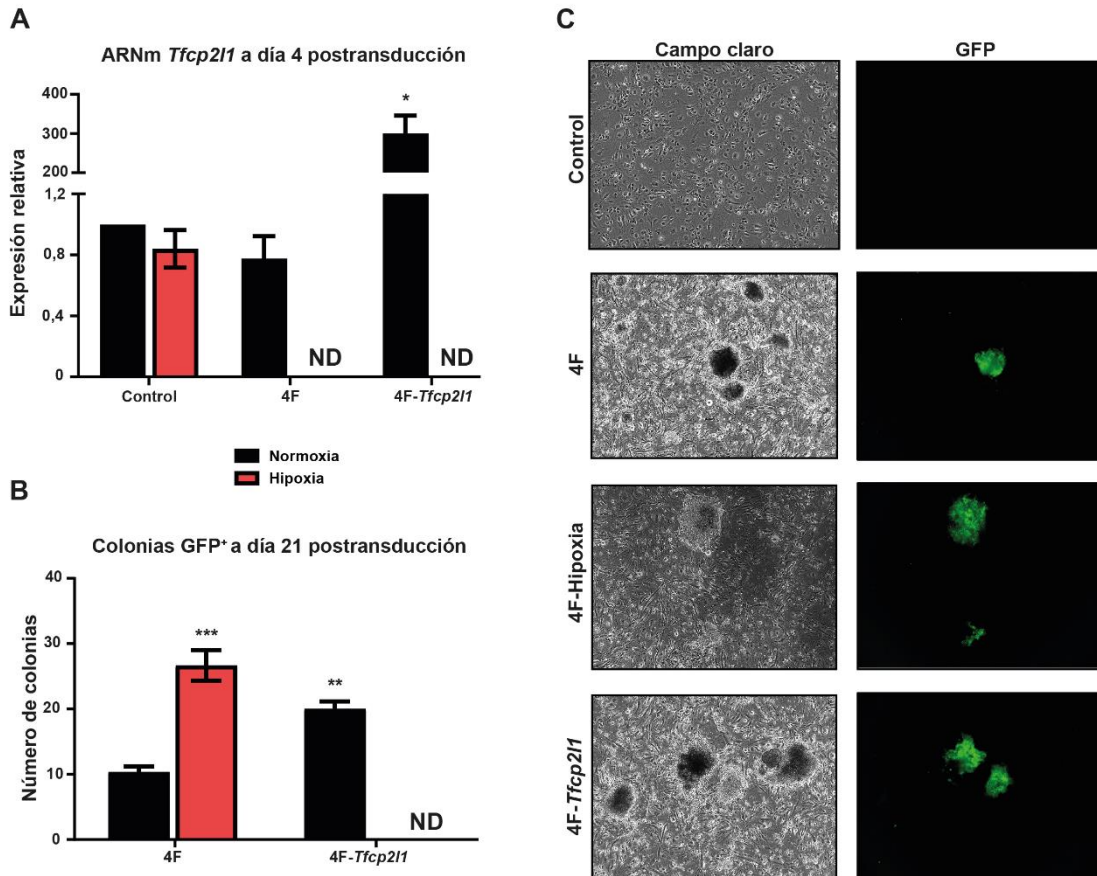 A
ARNm Tfcp2l1 a día 4 postransducción
Expresión relativa
400
300
200
1,2
0,8
0,4
0
*
ND
ND
Control
4F
4F-Tfcp2l1
Normoxia
Hipoxia
B
Colonias GFP⁺ a día 21 postransducción
Número de colonias
40
30
20
10
0
***
**
ND
4F
4F-Tfcp2l1
C
Campo claro
GFP
Control
4F
4F-Hipoxia
4F-Tfcp2l1